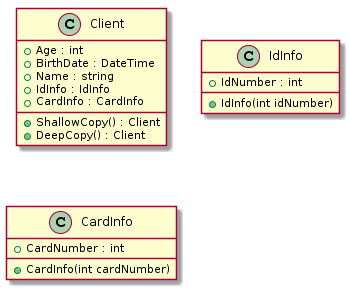 C Client
Age : int
BirthDate : DateTime
Name : string
IdInfo : IdInfo
CardInfo : CardInfo
ShallowCopy() : Client
DeepCopy() : Client
C IdInfo
IdNumber : int
IdInfo(int idNumber)
C CardInfo
CardNumber : int
CardInfo(int cardNumber)